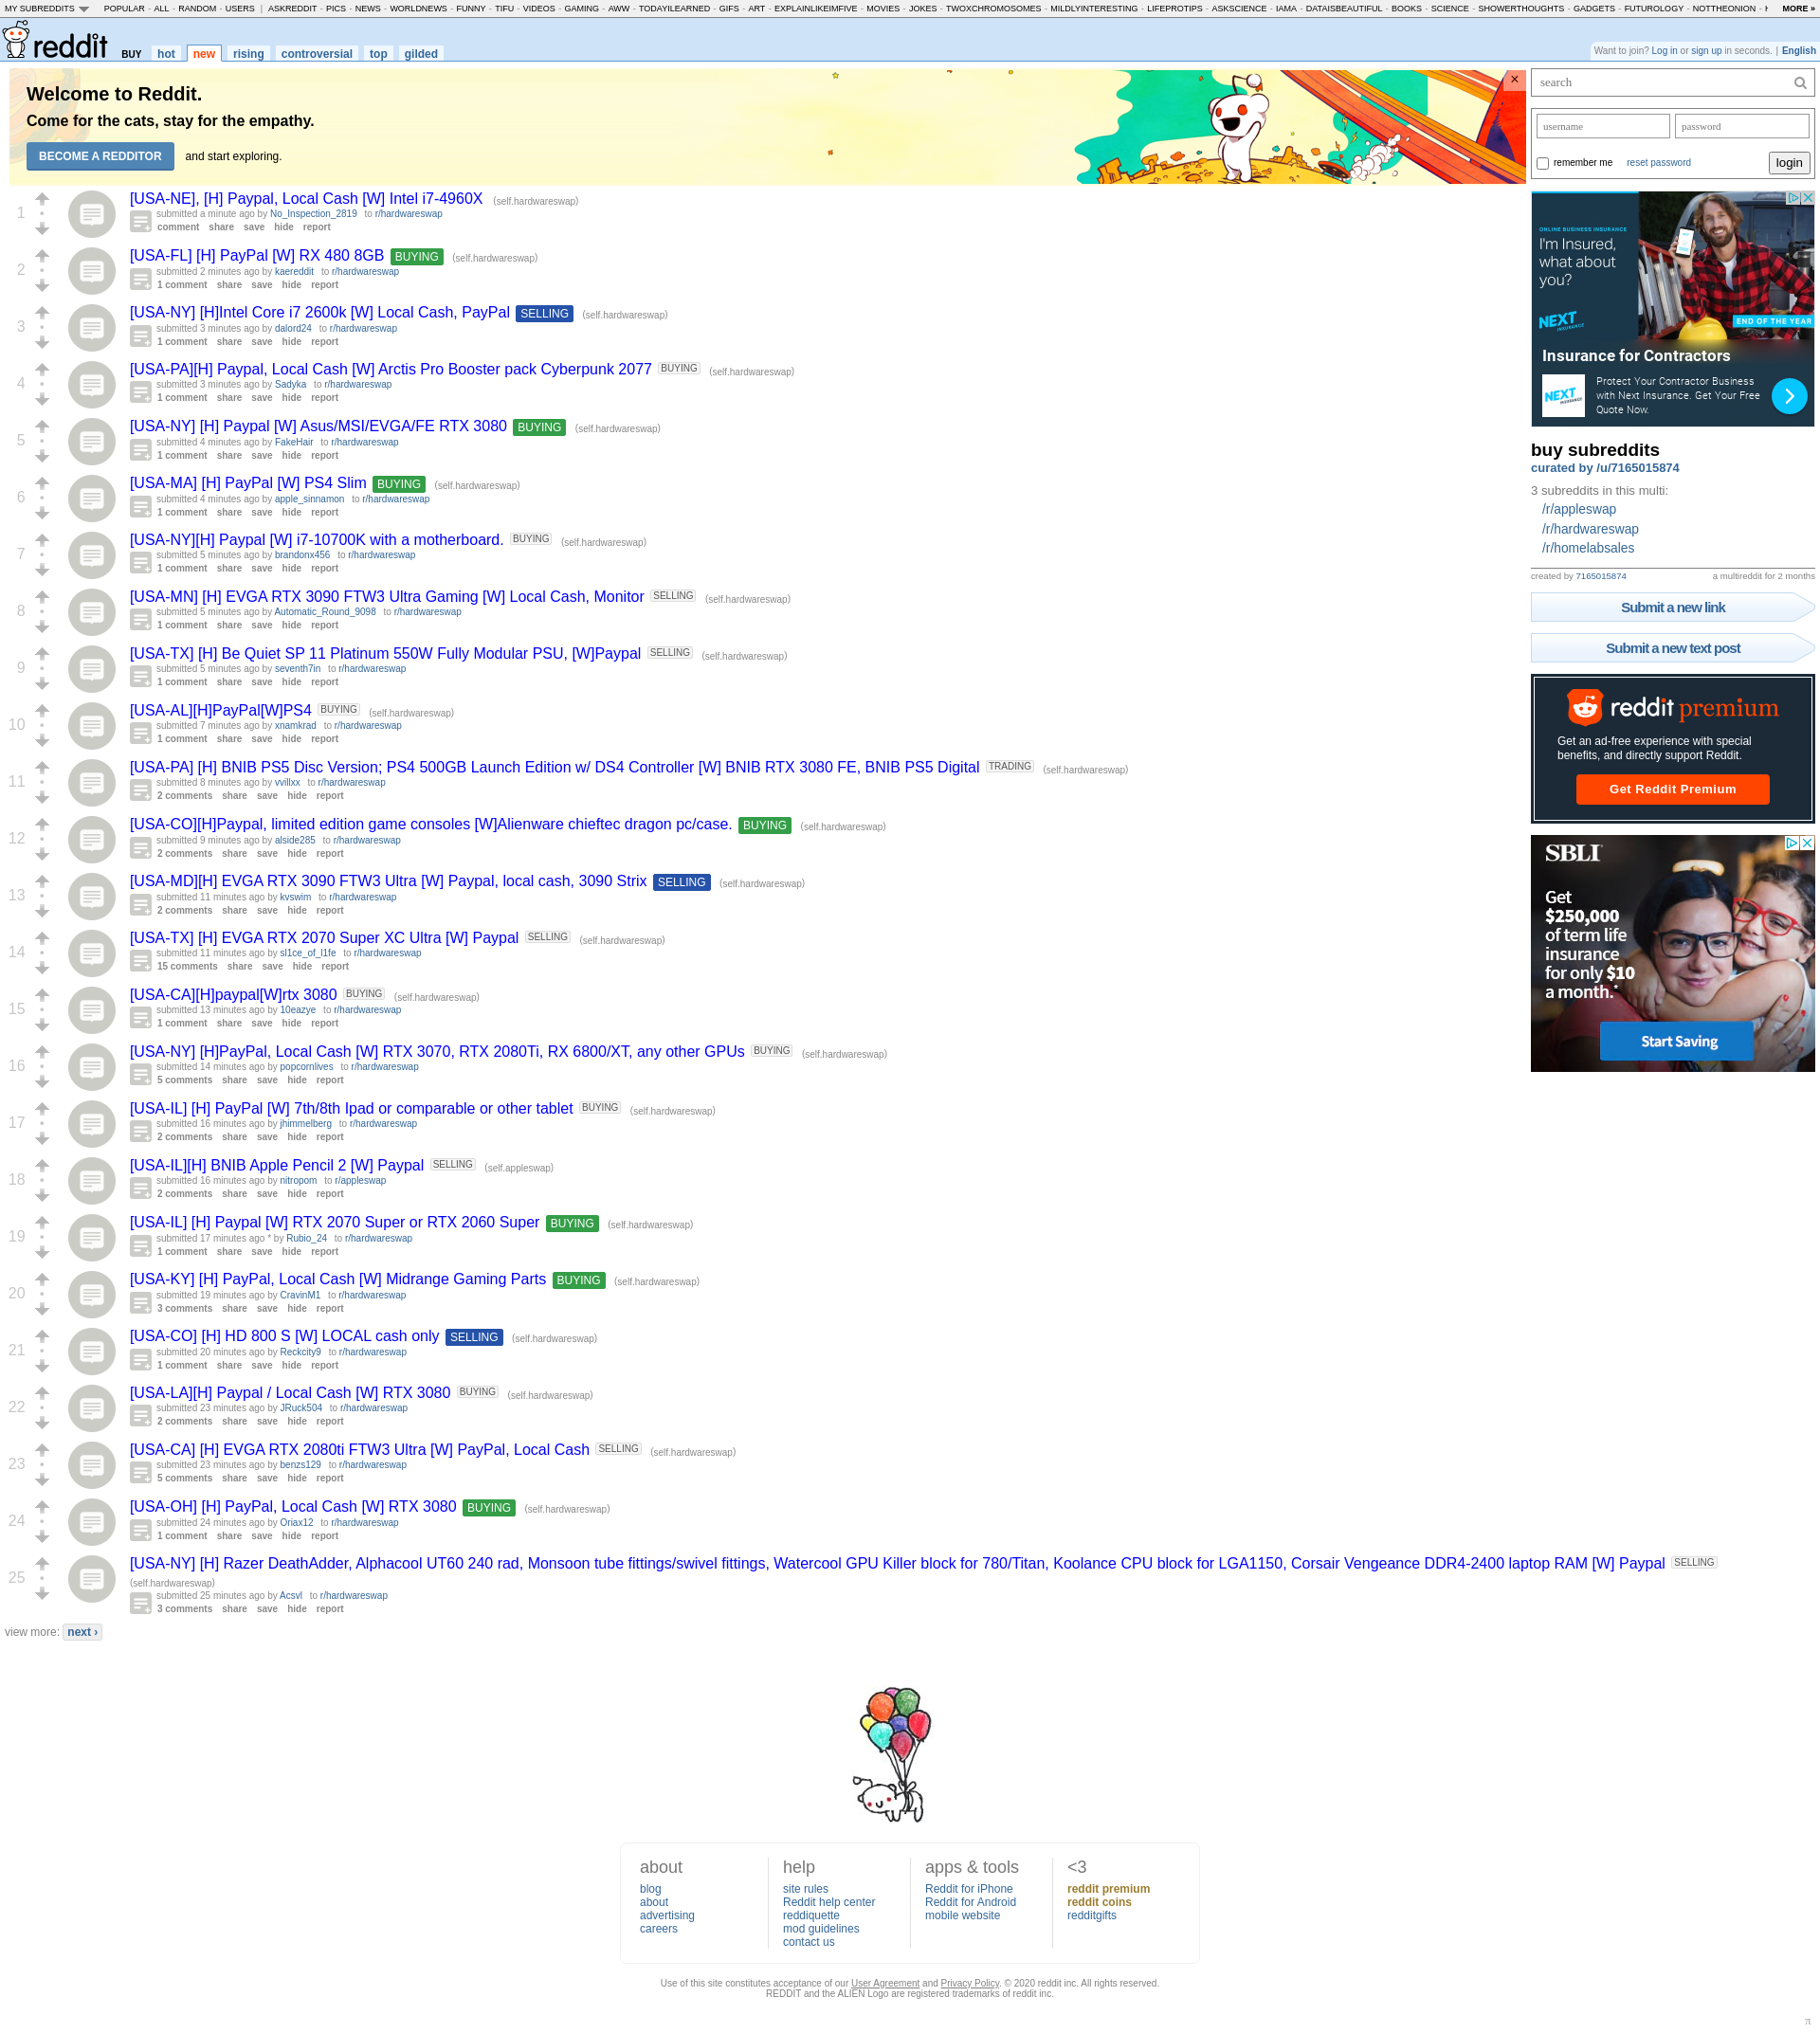 MY SUBREDDITS POPULAR - ALL - RANDOM - USERS | ASKREDDIT - PICS - NEWS - WORLDNEWS - FUNNY - TIFU - VIDEOS - GAMING - AWW - TODAYILEARNED - GIFS - ART - EXPLAINLIKEIMFIVE - MOVIES - JOKES - TWOXCHROMOSOMES - MILDLYINTERESTING - LIFEPROTIPS - ASKSCIENCE - IAMA - DATAISBEAUTIFUL - BOOKS - SCIENCE - SHOWERTHOUGHTS - GADGETS - FUTUROLOGY - NOTTHEONION - MORE »
reddit BUY hot new rising controversial top gilded
Want to join? Log in or sign up in seconds. | English
Welcome to Reddit.
Come for the cats, stay for the empathy.
BECOME A REDDITOR and start exploring.
×
1
[USA-NE], [H] Paypal, Local Cash [W] Intel i7-4960X (self.hardwareswap)
submitted a minute ago by No_Inspection_2819 to r/hardwareswap
comment share save hide report
2
[USA-FL] [H] PayPal [W] RX 480 8GB BUYING (self.hardwareswap)
submitted 2 minutes ago by kaereddit to r/hardwareswap
1 comment share save hide report
3
[USA-NY] [H]Intel Core i7 2600k [W] Local Cash, PayPal SELLING (self.hardwareswap)
submitted 3 minutes ago by dalord24 to r/hardwareswap
1 comment share save hide report
4
[USA-PA][H] Paypal, Local Cash [W] Arctis Pro Booster pack Cyberpunk 2077 BUYING (self.hardwareswap)
submitted 3 minutes ago by Sadyka to r/hardwareswap
1 comment share save hide report
5
[USA-NY] [H] Paypal [W] Asus/MSI/EVGA/FE RTX 3080 BUYING (self.hardwareswap)
submitted 4 minutes ago by FakeHair to r/hardwareswap
1 comment share save hide report
6
[USA-MA] [H] PayPal [W] PS4 Slim BUYING (self.hardwareswap)
submitted 4 minutes ago by apple_sinnamon to r/hardwareswap
1 comment share save hide report
7
[USA-NY][H] Paypal [W] i7-10700K with a motherboard. BUYING (self.hardwareswap)
submitted 5 minutes ago by brandonx456 to r/hardwareswap
1 comment share save hide report
8
[USA-MN] [H] EVGA RTX 3090 FTW3 Ultra Gaming [W] Local Cash, Monitor SELLING (self.hardwareswap)
submitted 5 minutes ago by Automatic_Round_9098 to r/hardwareswap
1 comment share save hide report
9
[USA-TX] [H] Be Quiet SP 11 Platinum 550W Fully Modular PSU, [W]Paypal SELLING (self.hardwareswap)
submitted 5 minutes ago by seventh7in to r/hardwareswap
1 comment share save hide report
10
[USA-AL][H]PayPal[W]PS4 BUYING (self.hardwareswap)
submitted 7 minutes ago by xnamkrad to r/hardwareswap
1 comment share save hide report
11
[USA-PA] [H] BNIB PS5 Disc Version; PS4 500GB Launch Edition w/ DS4 Controller [W] BNIB RTX 3080 FE, BNIB PS5 Digital TRADING (self.hardwareswap)
submitted 8 minutes ago by vvillxx to r/hardwareswap
2 comments share save hide report
12
[USA-CO][H]Paypal, limited edition game consoles [W]Alienware chieftec dragon pc/case. BUYING (self.hardwareswap)
submitted 9 minutes ago by alside285 to r/hardwareswap
2 comments share save hide report
13
[USA-MD][H] EVGA RTX 3090 FTW3 Ultra [W] Paypal, local cash, 3090 Strix SELLING (self.hardwareswap)
submitted 11 minutes ago by kvswim to r/hardwareswap
2 comments share save hide report
14
[USA-TX] [H] EVGA RTX 2070 Super XC Ultra [W] Paypal SELLING (self.hardwareswap)
submitted 11 minutes ago by sl1ce_of_l1fe to r/hardwareswap
15 comments share save hide report
15
[USA-CA][H]paypal[W]rtx 3080 BUYING (self.hardwareswap)
submitted 13 minutes ago by 10eazye to r/hardwareswap
1 comment share save hide report
16
[USA-NY] [H]PayPal, Local Cash [W] RTX 3070, RTX 2080Ti, RX 6800/XT, any other GPUs BUYING (self.hardwareswap)
submitted 14 minutes ago by popcornlives to r/hardwareswap
5 comments share save hide report
17
[USA-IL] [H] PayPal [W] 7th/8th Ipad or comparable or other tablet BUYING (self.hardwareswap)
submitted 16 minutes ago by jhimmelberg to r/hardwareswap
2 comments share save hide report
18
[USA-IL][H] BNIB Apple Pencil 2 [W] Paypal SELLING (self.appleswap)
submitted 16 minutes ago by nitropom to r/appleswap
2 comments share save hide report
19
[USA-IL] [H] Paypal [W] RTX 2070 Super or RTX 2060 Super BUYING (self.hardwareswap)
submitted 17 minutes ago * by Rubio_24 to r/hardwareswap
1 comment share save hide report
20
[USA-KY] [H] PayPal, Local Cash [W] Midrange Gaming Parts BUYING (self.hardwareswap)
submitted 19 minutes ago by CravinM1 to r/hardwareswap
3 comments share save hide report
21
[USA-CO] [H] HD 800 S [W] LOCAL cash only SELLING (self.hardwareswap)
submitted 20 minutes ago by Reckcity9 to r/hardwareswap
1 comment share save hide report
22
[USA-LA][H] Paypal / Local Cash [W] RTX 3080 BUYING (self.hardwareswap)
submitted 23 minutes ago by JRuck504 to r/hardwareswap
2 comments share save hide report
23
[USA-CA] [H] EVGA RTX 2080ti FTW3 Ultra [W] PayPal, Local Cash SELLING (self.hardwareswap)
submitted 23 minutes ago by benzs129 to r/hardwareswap
5 comments share save hide report
24
[USA-OH] [H] PayPal, Local Cash [W] RTX 3080 BUYING (self.hardwareswap)
submitted 24 minutes ago by Oriax12 to r/hardwareswap
1 comment share save hide report
25
[USA-NY] [H] Razer DeathAdder, Alphacool UT60 240 rad, Monsoon tube fittings/swivel fittings, Watercool GPU Killer block for 780/Titan, Koolance CPU block for LGA1150, Corsair Vengeance DDR4-2400 laptop RAM [W] Paypal SELLING
(self.hardwareswap)
submitted 25 minutes ago by Acsvl to r/hardwareswap
3 comments share save hide report
view more: next ›
search
username password
remember me reset password login
ONLINE BUSINESS INSURANCE
I'm Insured,
what about
you?
NEXT
INSURANCE
END OF THE YEAR
Insurance for Contractors
NEXT
INSURANCE
Protect Your Contractor Business
with Next Insurance. Get Your Free
Quote Now.
buy subreddits
curated by /u/7165015874
3 subreddits in this multi:
/r/appleswap
/r/hardwareswap
/r/homelabsales
created by 7165015874 a multireddit for 2 months
Submit a new link
Submit a new text post
reddit premium
Get an ad-free experience with special
benefits, and directly support Reddit.
Get Reddit Premium
SBLI
Get
$250,000
of term life
insurance
for only $10
a month.*
Start Saving
about
blog
about
advertising
careers
help
site rules
Reddit help center
reddiquette
mod guidelines
contact us
apps & tools
Reddit for iPhone
Reddit for Android
mobile website
<3
reddit premium
reddit coins
redditgifts
Use of this site constitutes acceptance of our User Agreement and Privacy Policy. © 2020 reddit inc. All rights reserved.
REDDIT and the ALIEN Logo are registered trademarks of reddit inc.
π